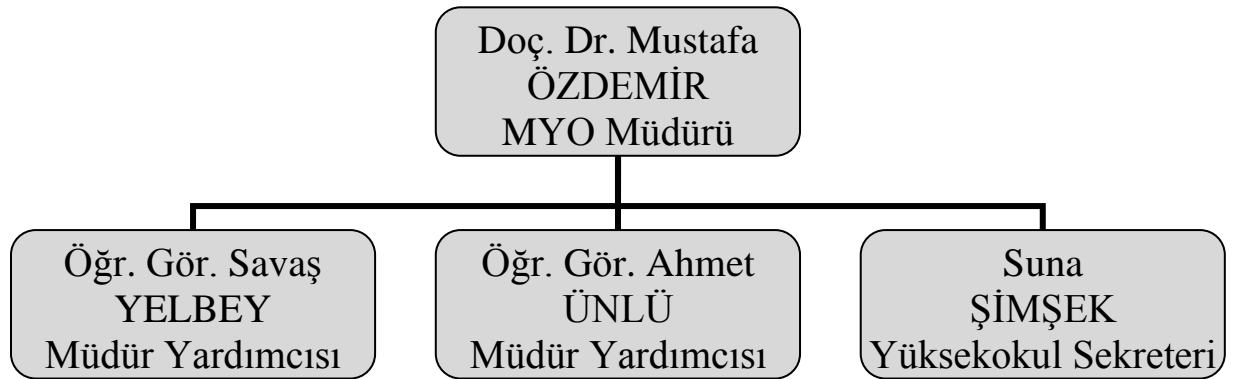 Doç. Dr. Mustafa
ÖZDEMİR
MYO Müdürü
Öğr. Gör. Savaş
YELBEY
Müdür Yardımcısı
Öğr. Gör. Ahmet
ÜNLÜ
Müdür Yardımcısı
Suna
ŞİMŞEK
Yüksekokul Sekreteri